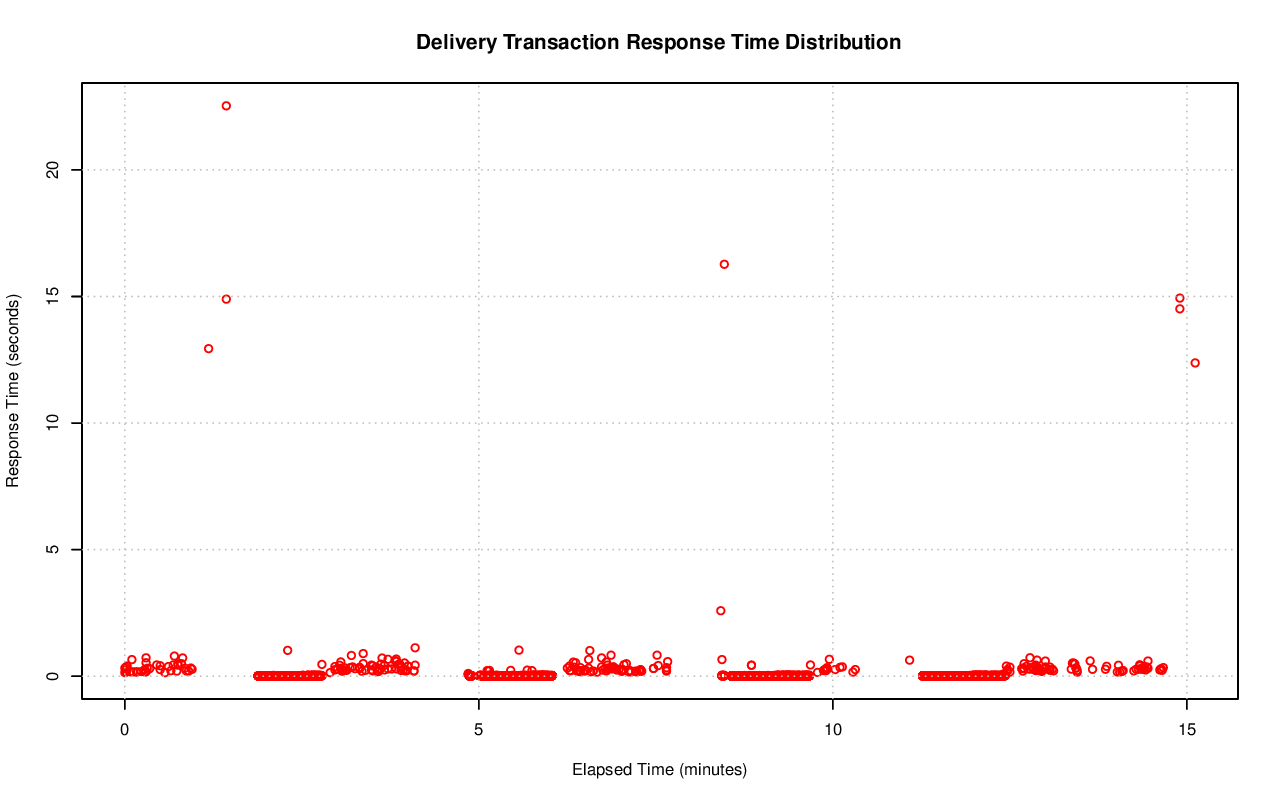 Delivery Transaction Response Time Distribution
Response Time (seconds)
20
15
10
5
0
0 5 10 15
Elapsed Time (minutes)